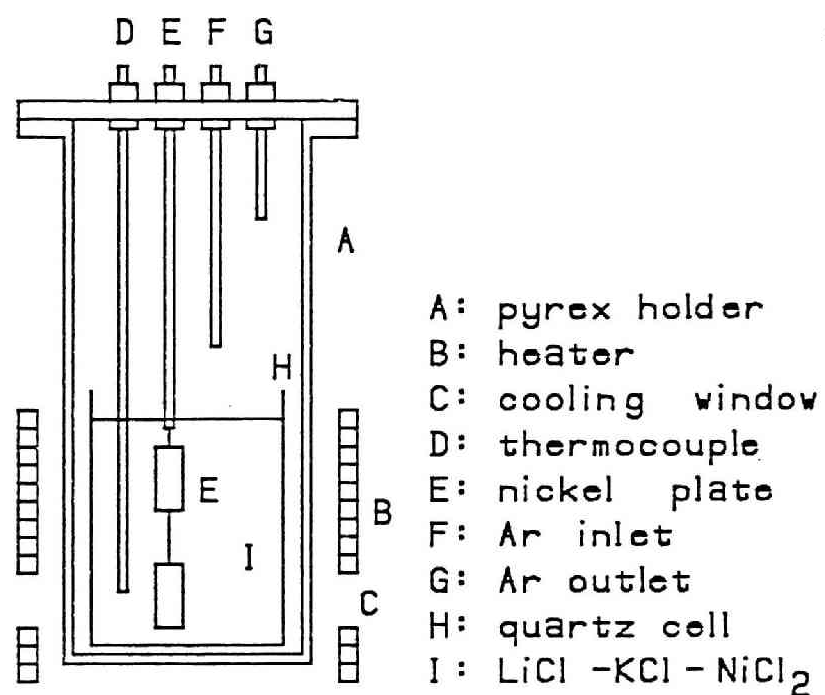 D E F G
A
H
E
B
I
C
A: pyrex holder
B: heater
C: cooling window
D: thermocouple
E: nickel plate
F: Ar inlet
G: Ar outlet
H: quartz cell
I: LiCl -KCl - NiCl₂